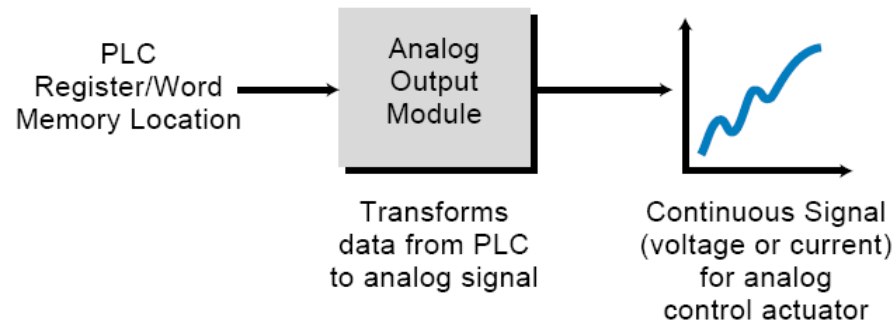 PLC
Register/Word
Memory Location
Analog
Output
Module
Transforms
data from PLC
to analog signal
Continuous Signal
(voltage or current)
for analog
control actuator